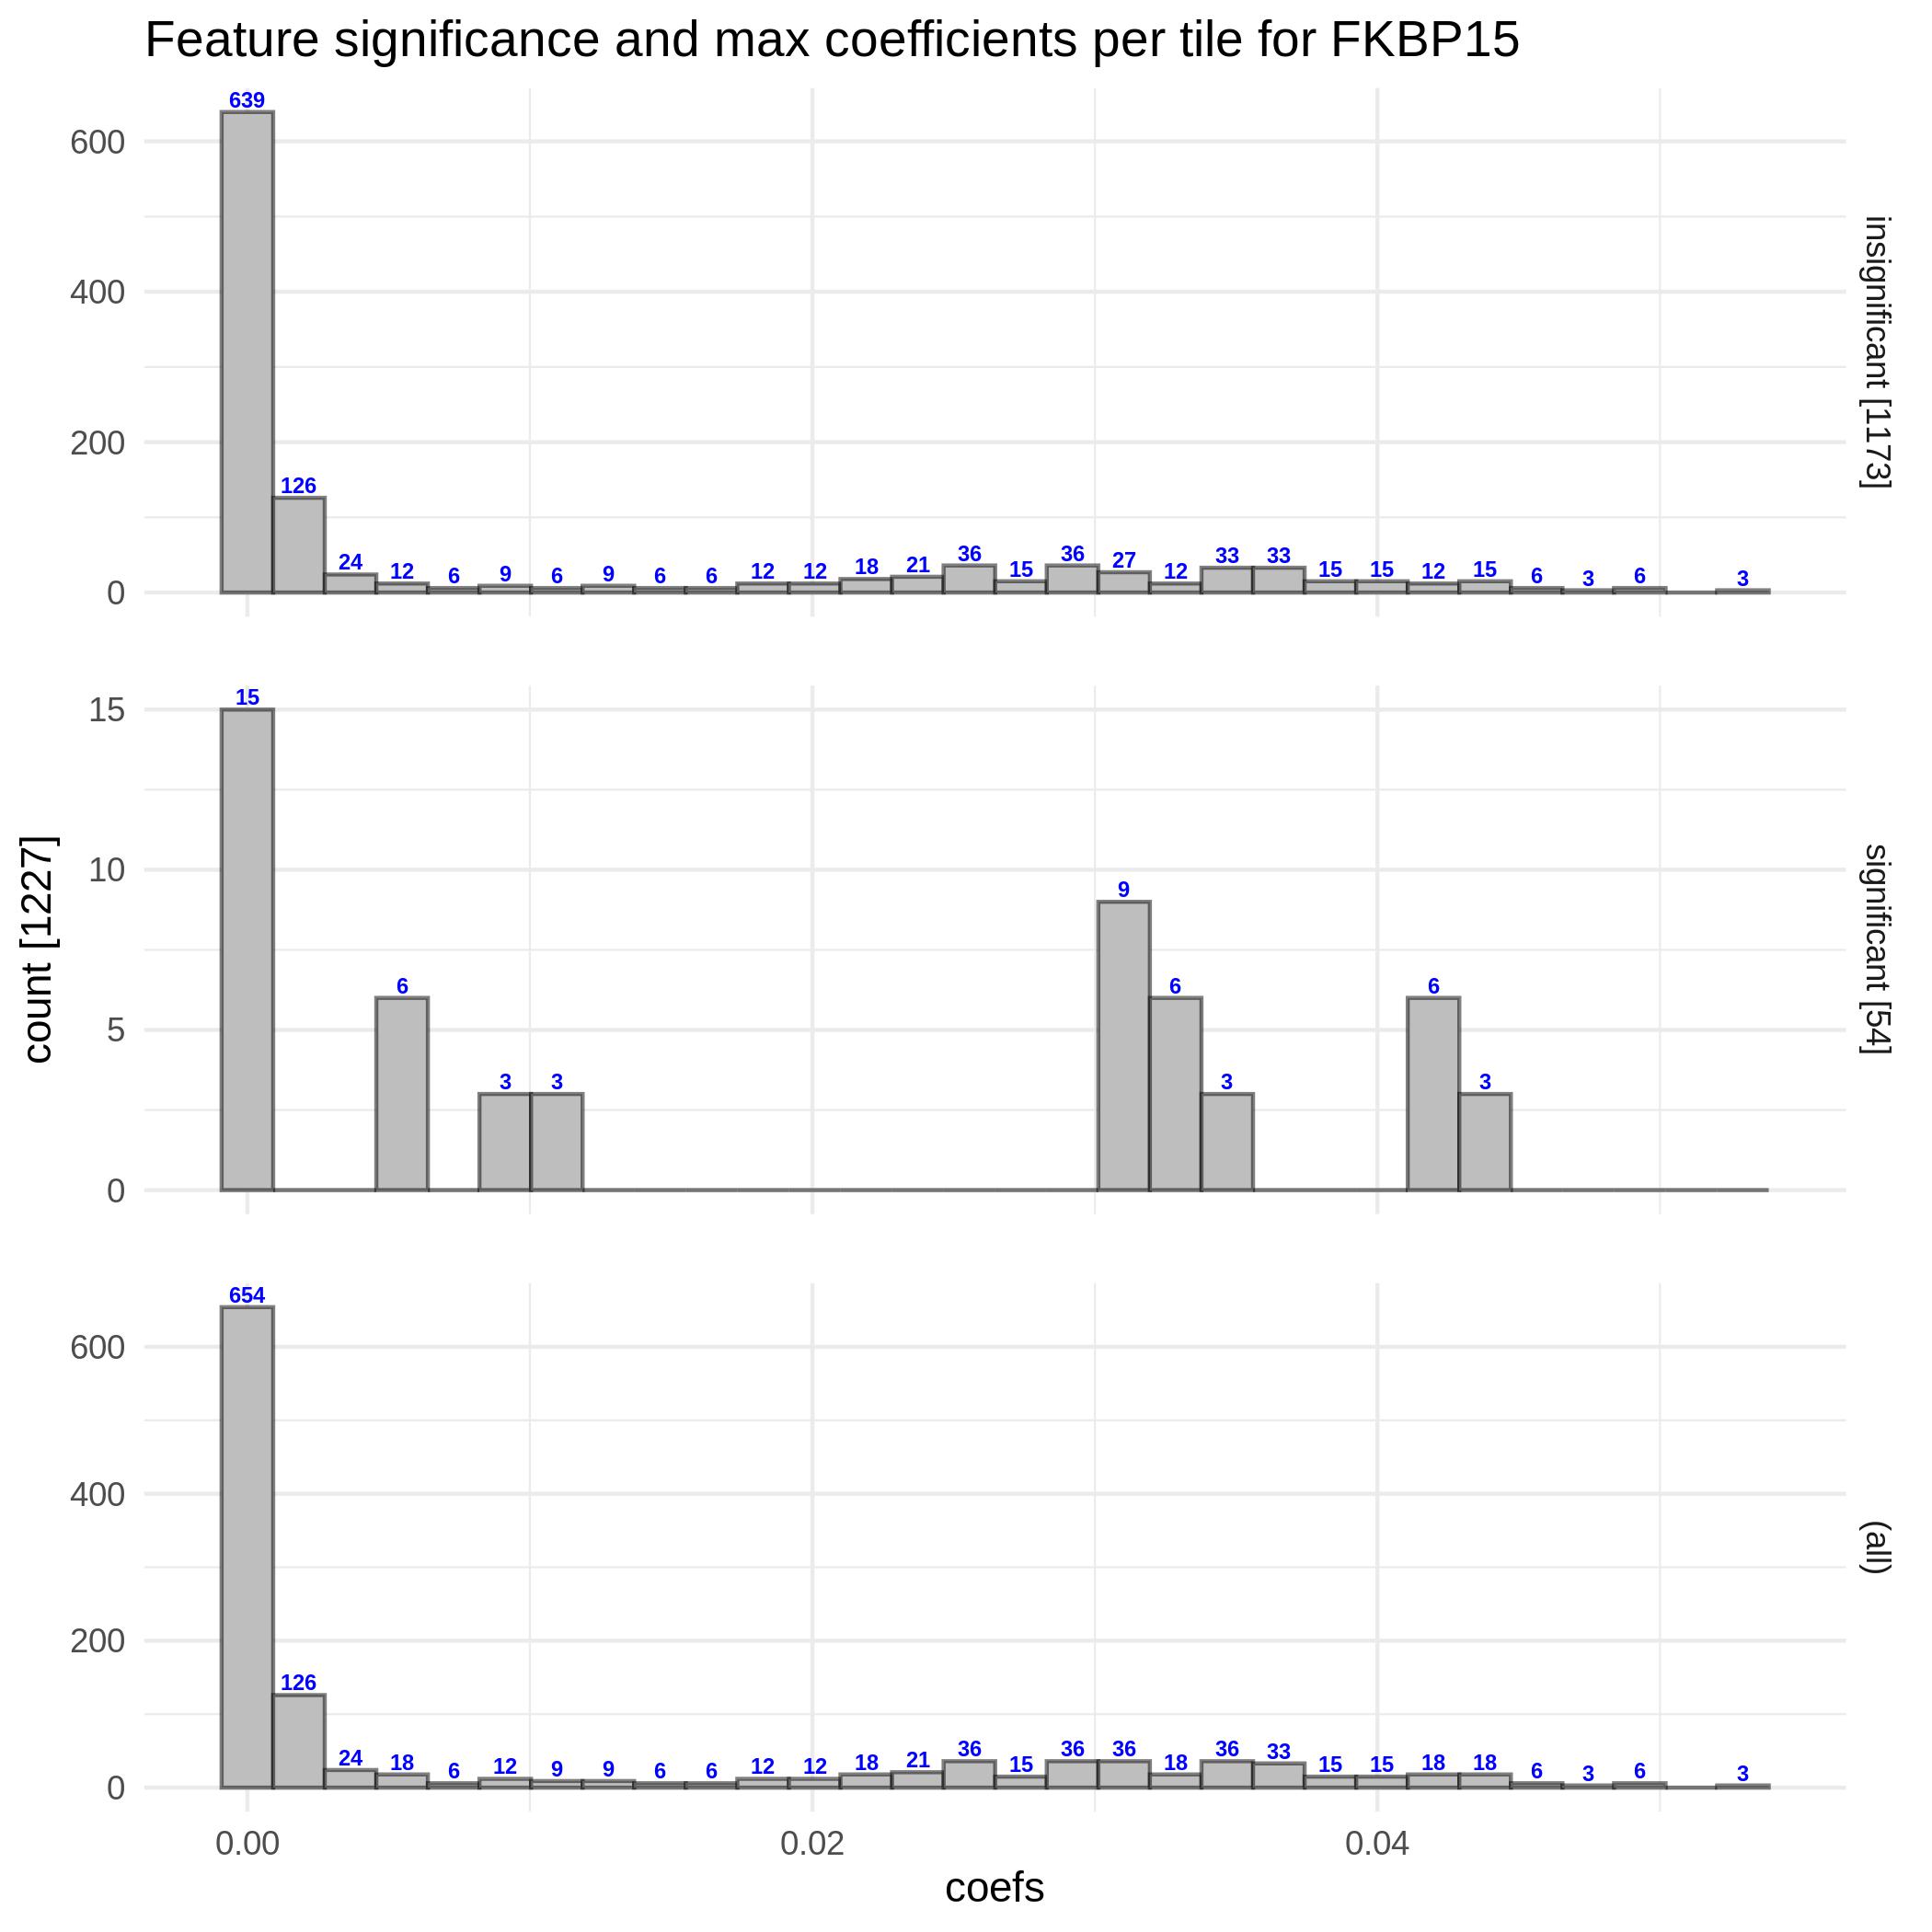 Feature significance and max coefficients per tile for FKBP15
639
600
400
200
126
24 12 6 9 6 9 6 6 12 12 18 21 36 15 36 27 12 33 33 15 15 12 15 6 3 6 3
0
insignificant [1173]
15
15
10
9
6 6 6
5
3 3 3 3
0
significant [54]
count [1227]
654
600
400
200
126
24 18 6 12 9 9 6 6 12 12 18 21 36 15 36 36 18 36 33 15 15 18 18 6 3 6 3
0
(all)
0.00 0.02 0.04
coefs